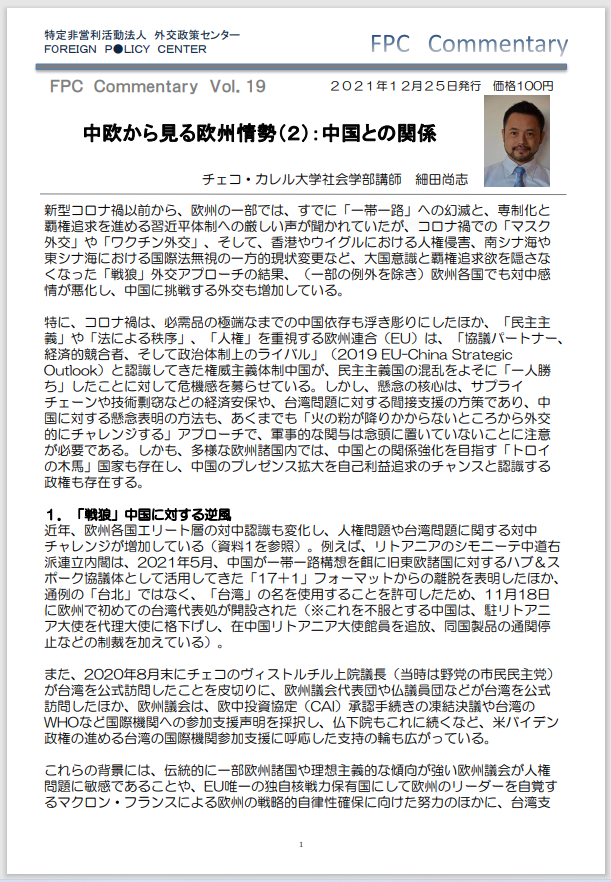 特定非営利活動法人 外交政策センター
FOREIGN P●LICY CENTER
FPC Commentary
FPC Commentary Vol.19
２０２１年１２月２５日発行 価格100円
中欧から見る欧州情勢（２）：中国との関係
チェコ・カレル大学社会学部講師 細田尚志
新型コロナ禍以前から、欧州の一部では、すでに「一帯一路」への幻滅と、専制化と
覇権追求を進める習近平体制への厳しい声が聞かれていたが、コロナ禍での「マスク
外交」や「ワクチン外交」、そして、香港やウイグルにおける人権侵害、南シナ海や
東シナ海における国際法無視の一方的現状変更など、大国意識と覇権追求欲を隠さな
くなった「戦狼」外交アプローチの結果、（一部の例外を除き）欧州各国でも対中感
情が悪化し、中国に挑戦する外交も増加している。
特に、コロナ禍は、必需品の極端なまでの中国依存も浮き彫りにしたほか、「民主主
義」や「法による秩序」、「人権」を重視する欧州連合（EU）は、「協議パートナー、
経済的競合者、そして政治体制上のライバル」（2019 EU-China Strategic
Outlook）と認識してきた権威主義体制中国が、民主主義国の混乱をよそに「一人勝
ち」したことに対して危機感を募らせている。しかし、懸念の核心は、サプライ
チェーンや技術剽窃などの経済安保や、台湾問題に対する間接支援の方策であり、中
国に対する懸念表明の方法も、あくまでも「火の粉が降りかからないところから外交
的にチャレンジする」アプローチで、軍事的な関与は念頭に置いていないことに注意
が必要である。しかも、多様な欧州諸国内では、中国との関係強化を目指す「トロイ
の木馬」国家も存在し、中国のプレゼンス拡大を自己利益追求のチャンスと認識する
政権も存在する。
１．「戦狼」中国に対する逆風
近年、欧州各国エリート層の対中認識も変化し、人権問題や台湾問題に関する対中
チャレンジが増加している（資料1を参照）。例えば、リトアニアのシモニーテ中道右
派連立内閣は、2021年5月、中国が一帯一路構想を餌に旧東欧諸国に対するハブ＆ス
ポーク協議体として活用してきた「17＋1」フォーマットからの離脱を表明したほか、
通例の「台北」ではなく、「台湾」の名を使用することを許可したため、11月18日
に欧州で初めての台湾代表処が開設された（※これを不服とする中国は、駐リトアニ
ア大使を代理大使に格下げし、在中国リトアニア大使館員を追放、同国製品の通関停
止などの制裁を加えている）。
また、2020年8月末にチェコのヴィストルチル上院議長（当時は野党の市民民主党）
が台湾を公式訪問したことを皮切りに、欧州議会代表団や仏議員団などが台湾を公式
訪問したほか、欧州議会は、欧中投資協定（CAI）承認手続きの凍結決議や台湾の
WHOなど国際機関への参加支援声明を採択し、仏下院もこれに続くなど、米バイデン
政権の進める台湾の国際機関参加支援に呼応した支持の輪も広がっている。
これらの背景には、伝統的に一部欧州諸国や理想主義的な傾向が強い欧州議会が人権
問題に敏感であることや、EU唯一の独自核戦力保有国にして欧州のリーダーを自覚す
るマクロン・フランスによる欧州の戦略的自律性確保に向けた努力のほかに、台湾支
1